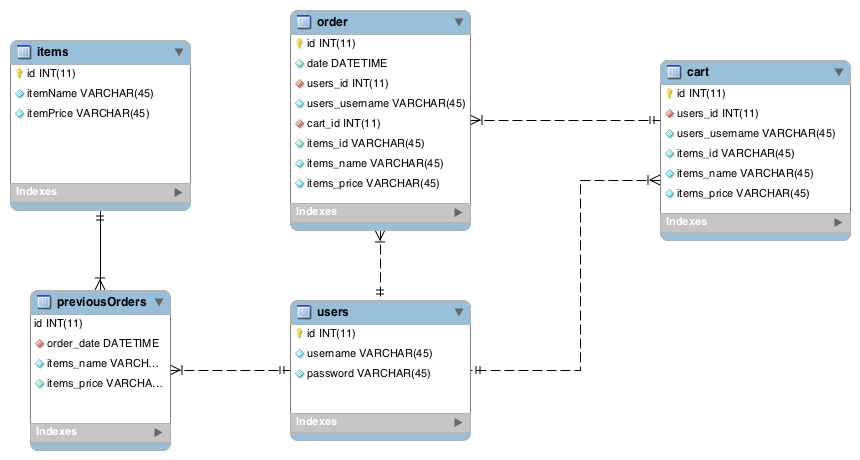 items
id INT(11)
itemName VARCHAR(45)
itemPrice VARCHAR(45)
Indexes
order
id INT(11)
date DATETIME
users_id INT(11)
users_username VARCHAR(45)
cart_id INT(11)
items_id VARCHAR(45)
items_name VARCHAR(45)
items_price VARCHAR(45)
Indexes
cart
id INT(11)
users_id INT(11)
users_username VARCHAR(45)
items_id VARCHAR(45)
items_name VARCHAR(45)
items_price VARCHAR(45)
Indexes
previousOrders
id INT(11)
order_date DATETIME
items_name VARCH...
items_price VARCHA...
Indexes
users
id INT(11)
username VARCHAR(45)
password VARCHAR(45)
Indexes